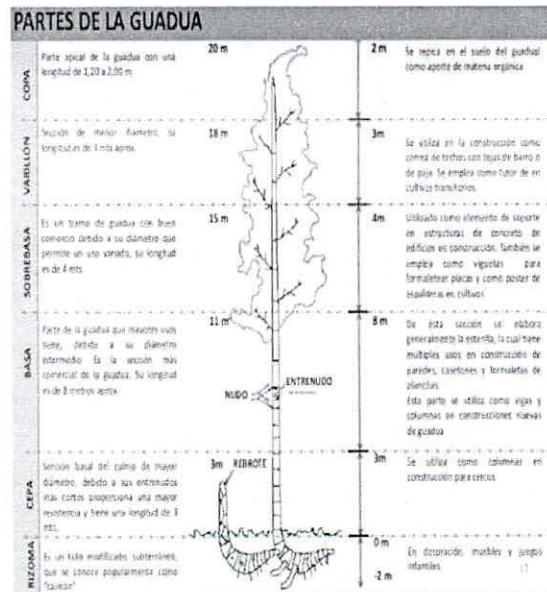 PARTES DE LA GUADUA
COPA
Parte apical de la guadua con una
longitud de 1,20 a 2,00 m
20 m
2 m
Se repica en el suelo del guadual
como aporte de materia orgánica
VARILLON
Sección de menor diámetro, su
longitud es de 3 mts aprox.
18 m
3m
Se utiliza en la construcción como
correa de techos con tejas de barro o
de paja. Se emplea como tutor de en
cultivos transitorios.
SOBREBASA
Es un tramo de guadua con buen
comercio debido a su diámetro que
permite un uso variado, su longitud
es de 4 mts.
15 m
4m
Utilizado como elemento de soporte
en estructuras de concreto de
edificios en construcción. También se
emplea como viguetas para
formaletear placas y como postes de
espalderas en cultivos
BASA
Parte de la guadua que mayores usos
tiene, debido a su diámetro
intermedio. Es la sección más
comercial de la guadua. Su longitud
es de 8 metros aprox.
11 m
8 m
De esta sección se elabora
generalmente la esterilla, la cual tiene
multiples usos en construcción de
paredes, casetones y formaletas de
planchas.
Esta parte se utiliza como vigas y
columnas en construcciones nuevas
de guadua
NUDO
ENTRENUDO
CEPA
Sección basal del culmo de mayor
diámetro, debido a sus entrenudos
mas cortos proporciona una mayor
resistencia y tiene una longitud de 3
mts.
3m
REBROTE
3m
Se utiliza como columnas en
construcción para cercos.
RIZOMA
Es un tallo modificado, subterráneo,
que se conoce popularmente como
"caimán"
0 m
-2 m
En decoración, muebles y juegos
infantiles
17